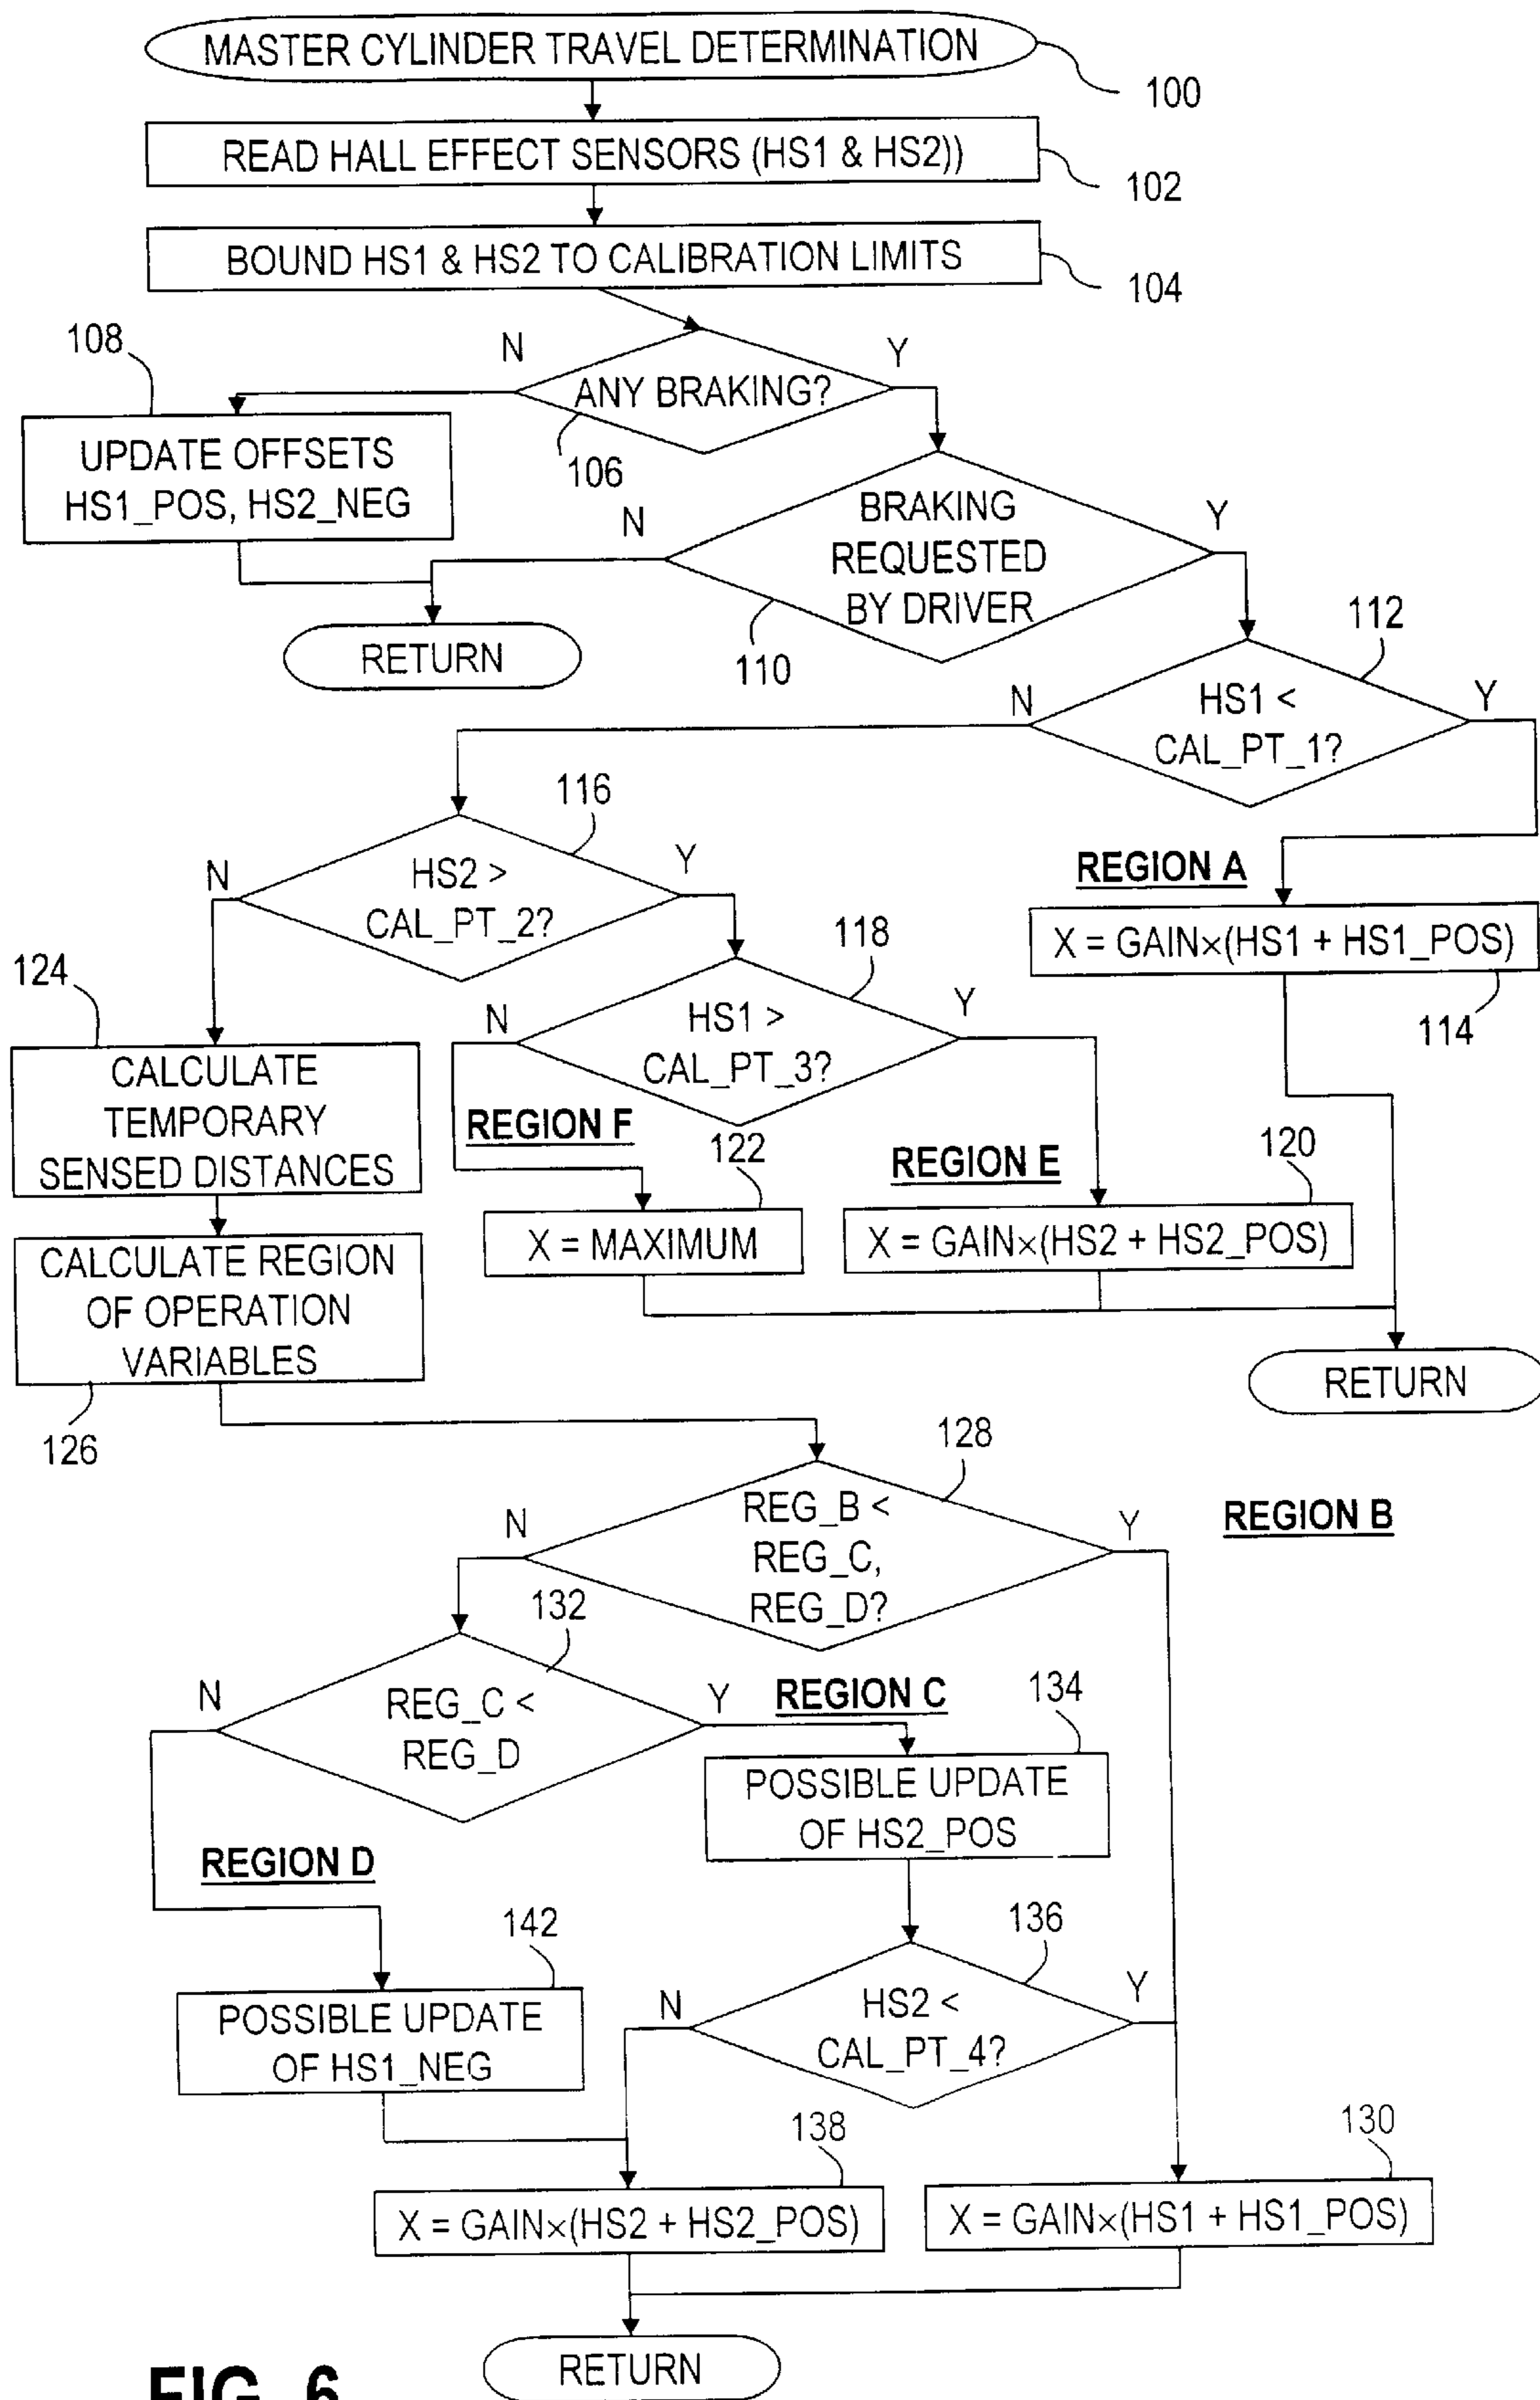 MASTER CYLINDER TRAVEL DETERMINATION
100
READ HALL EFFECT SENSORS (HS1 & HS2))
102
BOUND HS1 & HS2 TO CALIBRATION LIMITS
104
108
N
Y
ANY BRAKING?
106
UPDATE OFFSETS
HS1_POS, HS2_NEG
N
Y
BRAKING
REQUESTED
BY DRIVER
110
RETURN
112
N
Y
HS1 <
CAL_PT_1?
116
N
Y
HS2 >
CAL_PT_2?
REGION A
X = GAIN×(HS1 + HS1_POS)
114
118
N
Y
HS1 >
CAL_PT_3?
124
CALCULATE
TEMPORARY
SENSED DISTANCES
REGION F
122
X = MAXIMUM
REGION E
120
X = GAIN×(HS2 + HS2_POS)
CALCULATE REGION
OF OPERATION
VARIABLES
126
RETURN
128
N
Y
REG_B <
REG_C,
REG_D?
REGION B
132
N
Y
REG_C <
REG_D
REGION C
134
POSSIBLE UPDATE
OF HS2_POS
REGION D
142
POSSIBLE UPDATE
OF HS1_NEG
136
N
Y
HS2 <
CAL_PT_4?
138
X = GAIN×(HS2 + HS2_POS)
130
X = GAIN×(HS1 + HS1_POS)
RETURN
FIG. 6